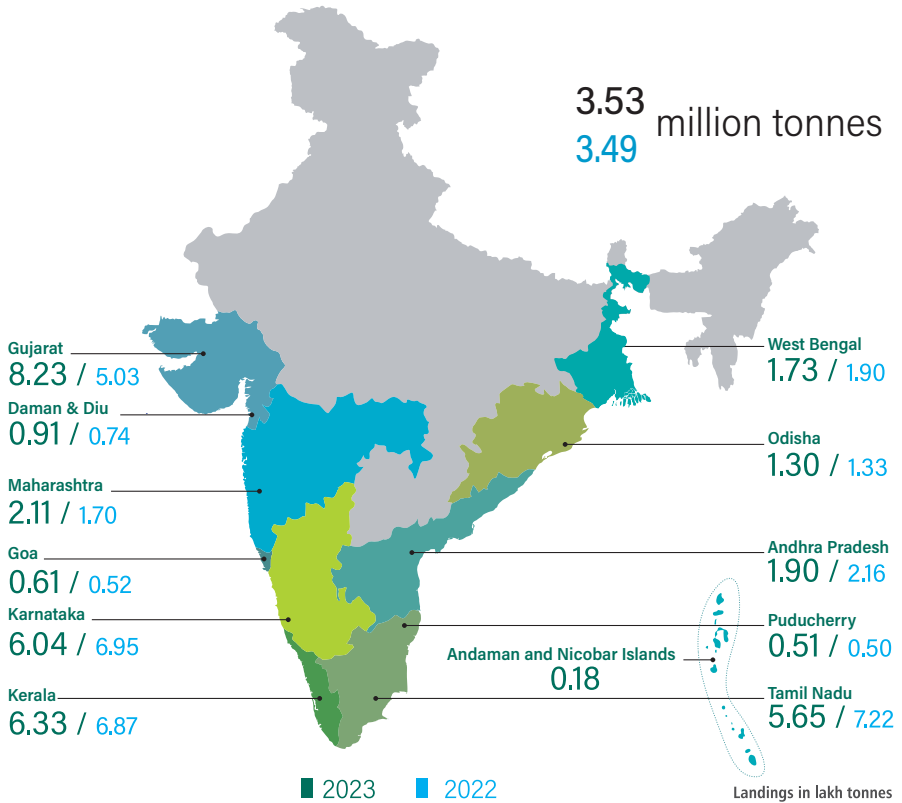 3.53
3.49
million tonnes
Gujarat
8.23 / 5.03
Daman & Diu
0.91 / 0.74
Maharashtra
2.11 / 1.70
Goa
0.61 / 0.52
Karnataka
6.04 / 6.95
Kerala
6.33 / 6.87
West Bengal
1.73 / 1.90
Odisha
1.30 / 1.33
Andhra Pradesh
1.90 / 2.16
Puducherry
0.51 / 0.50
Andaman and Nicobar Islands
0.18
Tamil Nadu
5.65 / 7.22
2023 2022
Landings in lakh tonnes